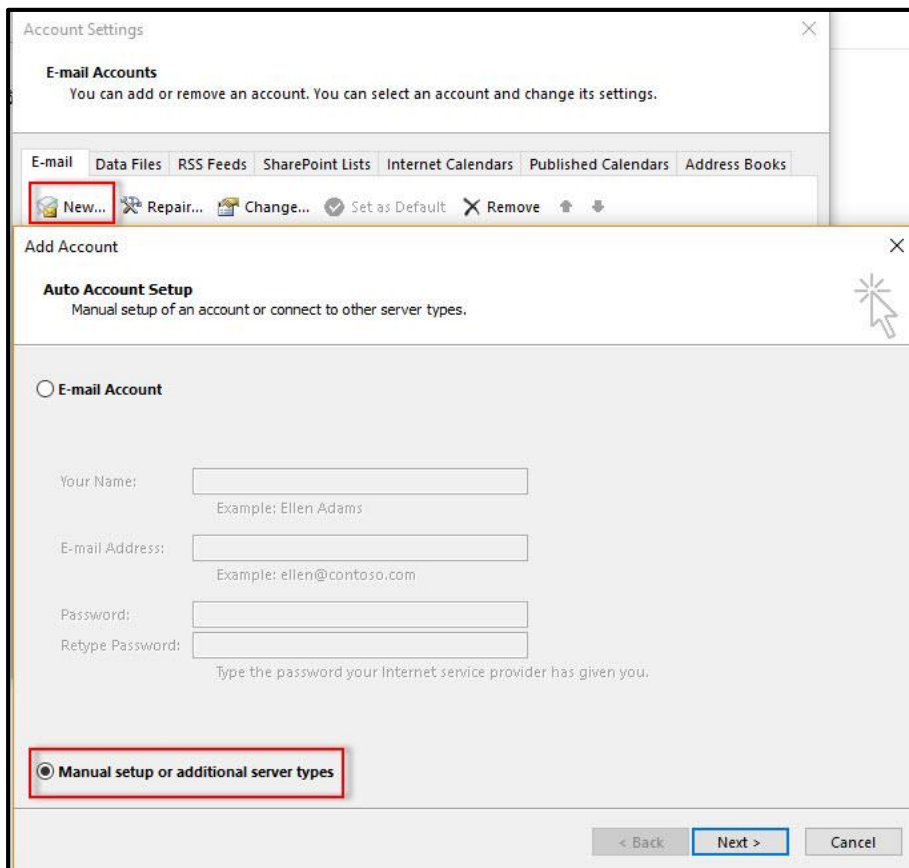 Account Settings
E-mail Accounts
You can add or remove an account. You can select an account and change its settings.
E-mail Data Files RSS Feeds SharePoint Lists Internet Calendars Published Calendars Address Books
New... Repair... Change... Set as Default Remove
Add Account
Auto Account Setup
Manual setup of an account or connect to other server types.
E-mail Account
Your Name:
Example: Ellen Adams
E-mail Address:
Example: ellen@contoso.com
Password:
Retype Password:
Type the password your Internet service provider has given you.
Manual setup or additional server types
< Back Next > Cancel